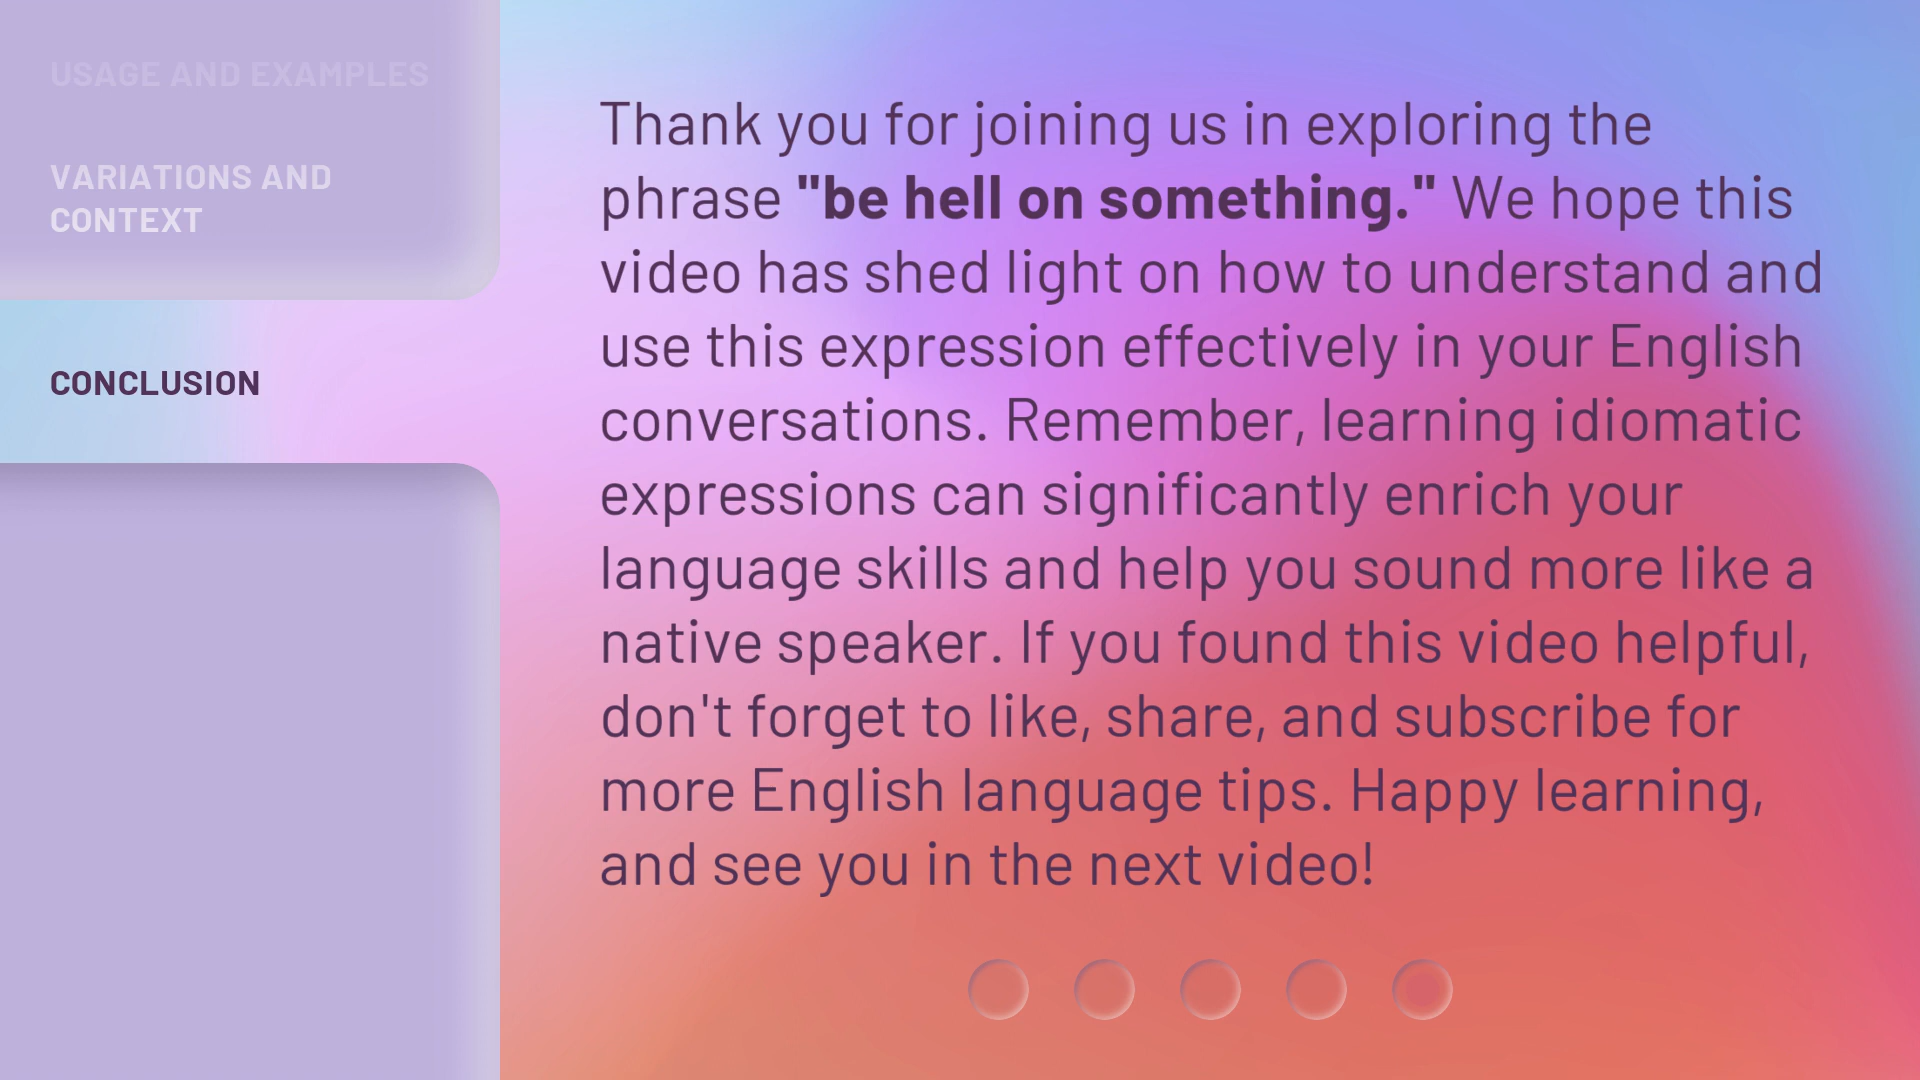 USAGE AND EXAMPLES
VARIATIONS AND
CONTEXT
CONCLUSION
Thank you for joining us in exploring the
phrase "be hell on something." We hope this
video has shed light on how to understand and
use this expression effectively in your English
conversations. Remember, learning idiomatic
expressions can significantly enrich your
language skills and help you sound more like a
native speaker. If you found this video helpful,
don't forget to like, share, and subscribe for
more English language tips. Happy learning,
and see you in the next video!